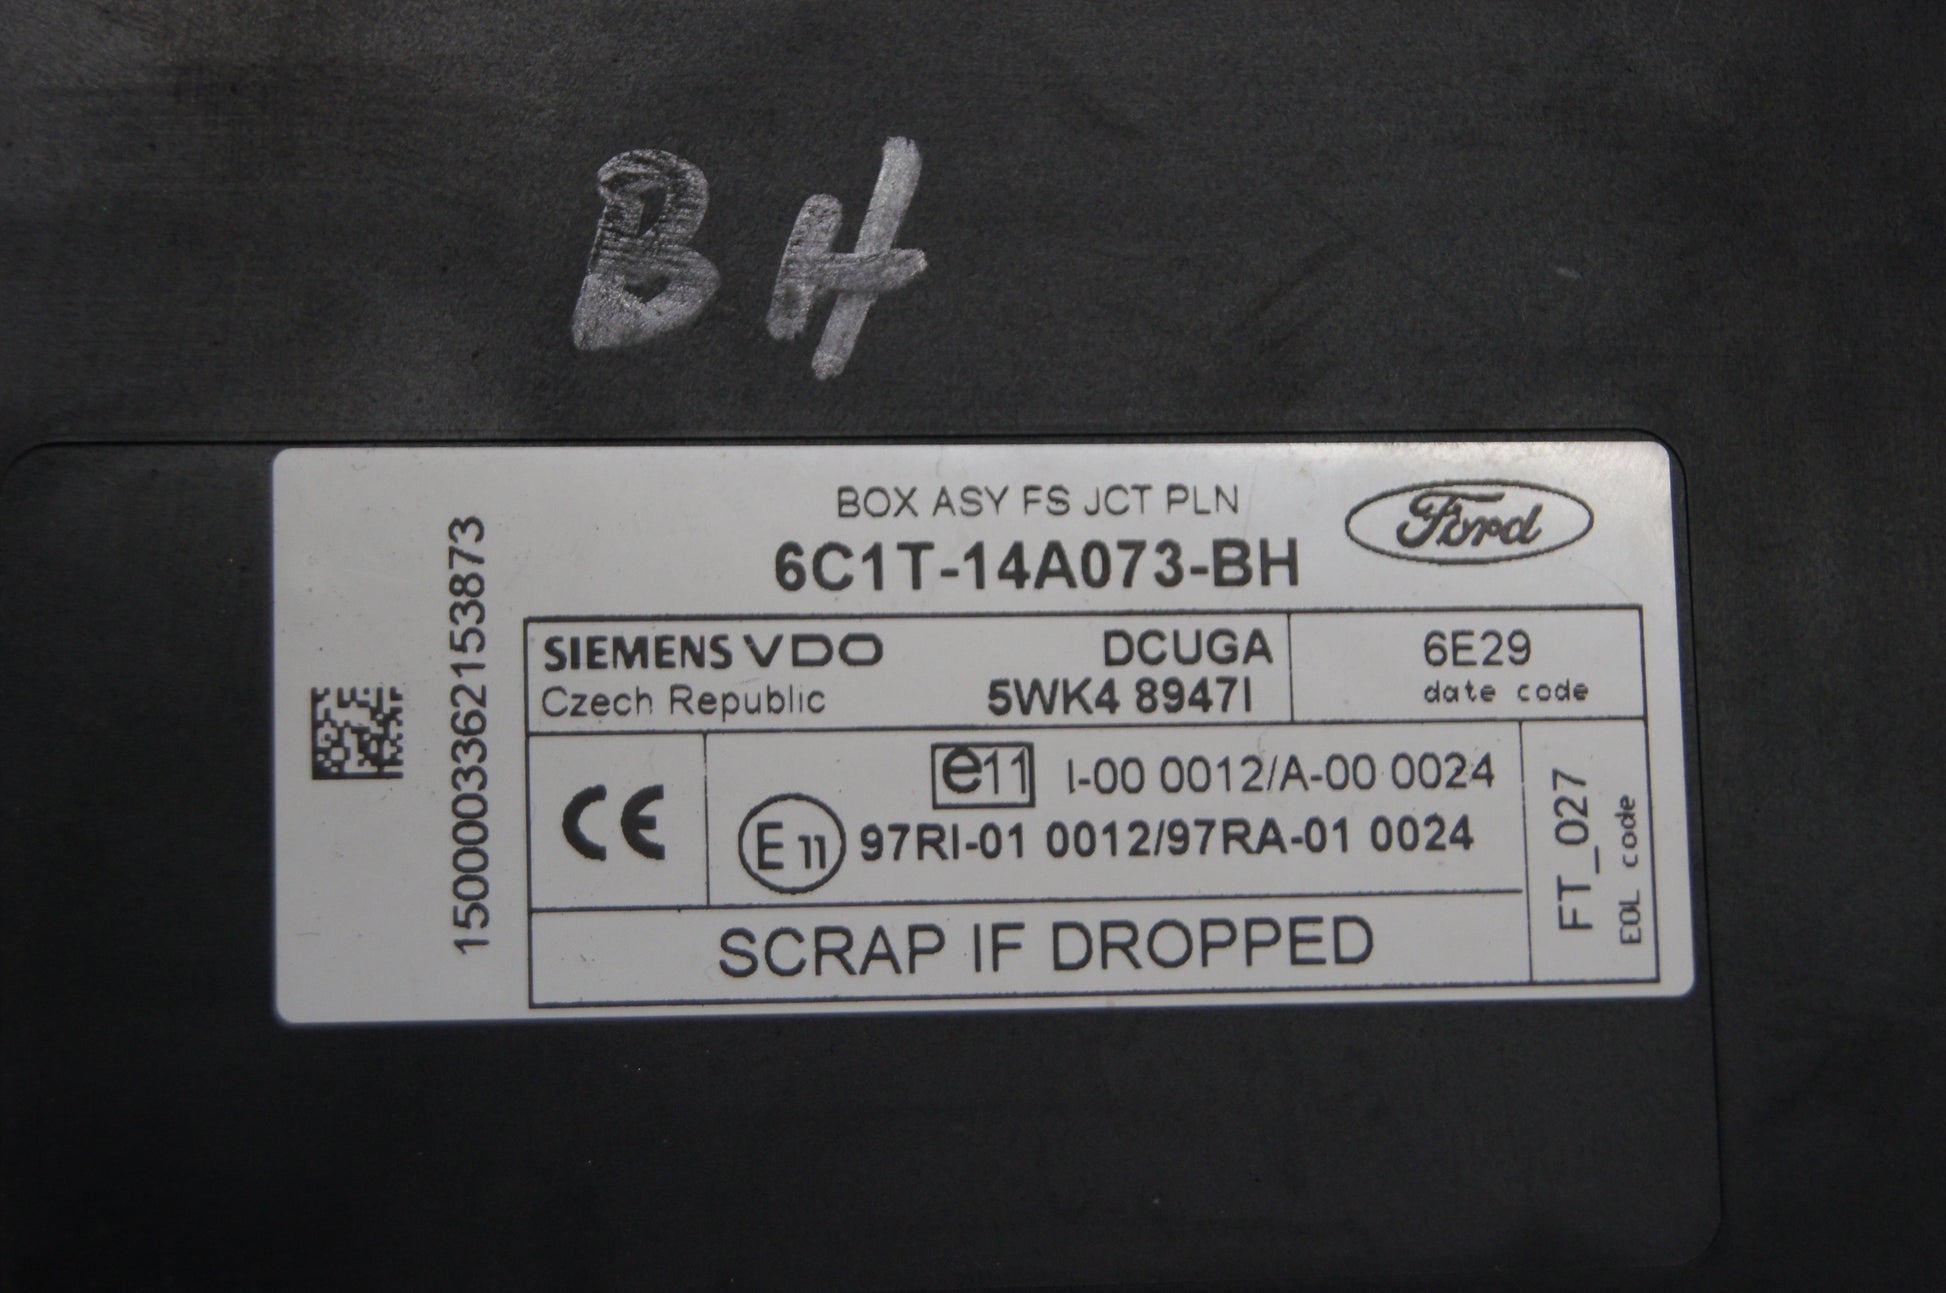 BH
BOX ASY FS JCT PLN
Ford
6C1T-14A073-BH
1500003362153873
SIEMENS VDO DCUGA 6E29
Czech Republic 5WK4 8947I date code
CE
e11 I-00 0012/A-00 0024
E11 97RI-01 0012/97RA-01 0024
FT_027
EOL code
SCRAP IF DROPPED